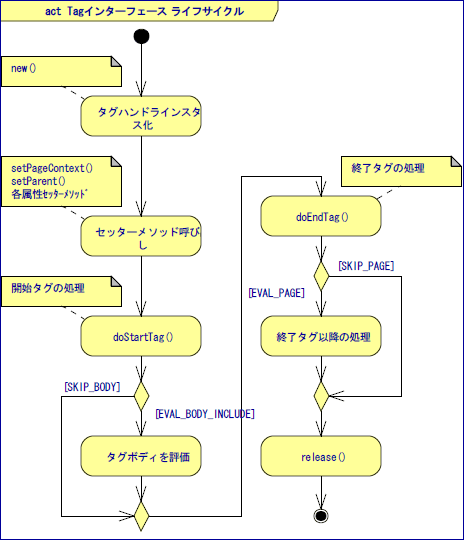 act Tagインターフェース ライフサイクル
new()
タグハンドラインスタ
ス化
setPageContext()
setParent()
各属性ｾｯﾀｰﾒｿｯﾄﾞ
セッターメソッド呼び
し
開始タグの処理
doStartTag()
[SKIP_BODY]
[EVAL_BODY_INCLUDE]
タグボディを評価
終了タグの処理
doEndTag()
[SKIP_PAGE]
[EVAL_PAGE]
終了タグ以降の処理
release()